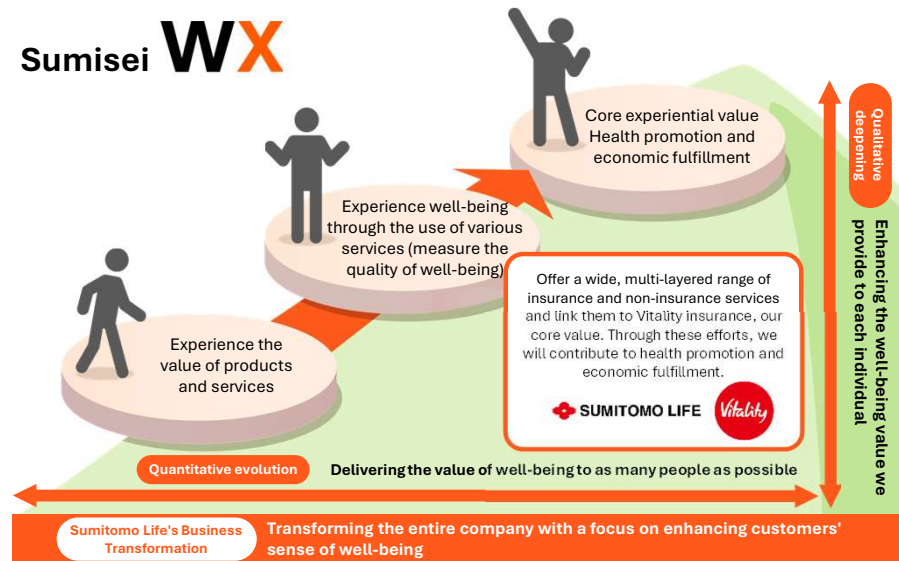 Sumisei WX
Core experiential value
Health promotion and
economic fulfillment
Experience well-being
through the use of various
services (measure the
quality of well-being)
Experience the
value of products
and services
Offer a wide, multi-layered range of
insurance and non-insurance services
and link them to Vitality insurance, our
core value. Through these efforts, we
will contribute to health promotion and
economic fulfillment.
SUMITOMO LIFE
Vitality
Qualitative
deepening
Enhancing the well-being value we
provide to each individual
Quantitative evolution
Delivering the value of well-being to as many people as possible
Sumitomo Life's Business
Transformation
Transforming the entire company with a focus on enhancing customers'
sense of well-being